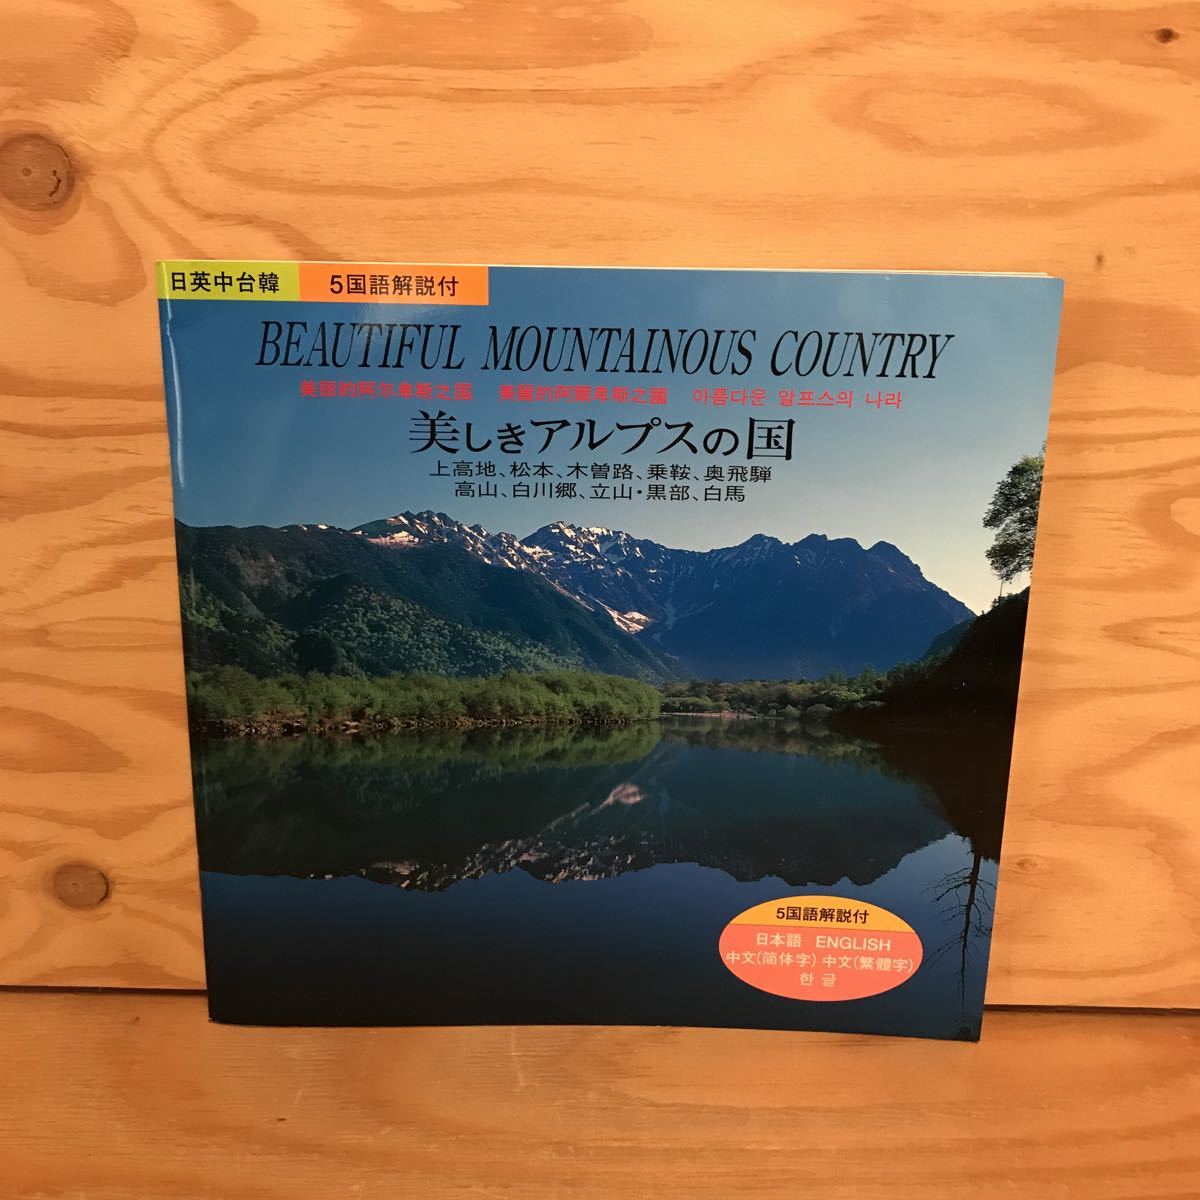 日英中台韓 5国語解説付
BEAUTIFUL MOUNTAINOUS COUNTRY
美丽的阿尔卑斯之国 美麗的阿爾卑斯之國 아름다운 알프스의 나라
美しきアルプスの国
上高地、松本、木曽路、乗鞍、奥飛騨
高山、白川郷、立山・黒部、白馬
5国語解説付
日本語 ENGLISH
中文(简体字) 中文(繁體字)
한글